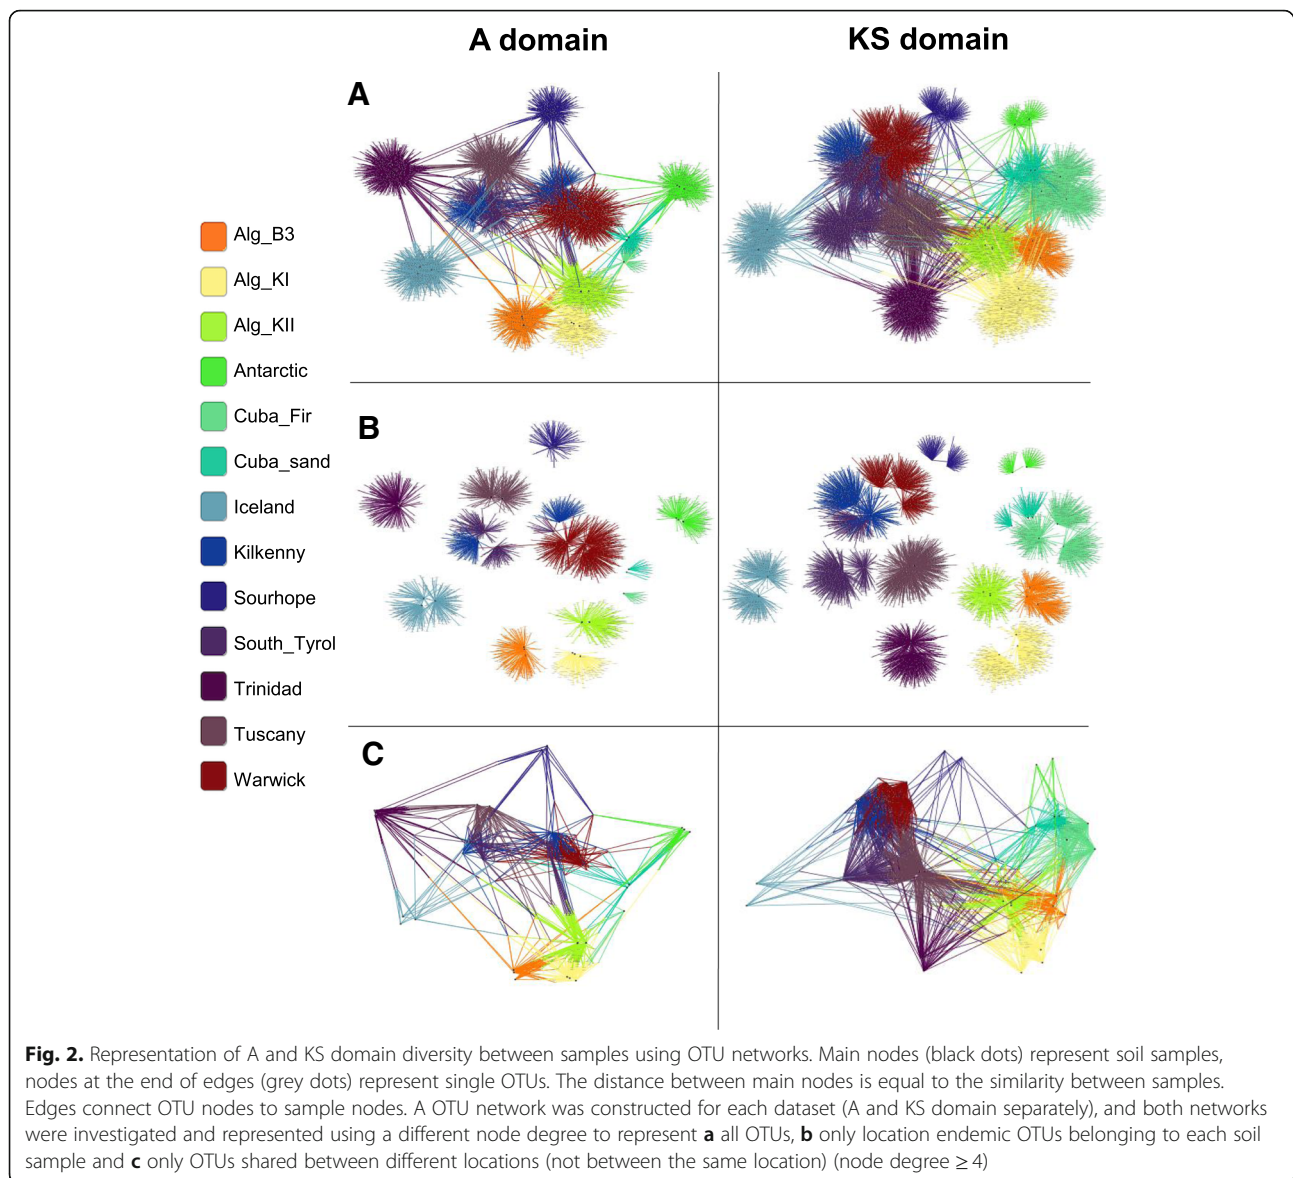 A domain
KS domain
A
Alg_B3
Alg_KI
Alg_KII
Antarctic
Cuba_Fir
Cuba_sand
Iceland
Kilkenny
Sourhope
South_Tyrol
Trinidad
Tuscany
Warwick
B
C
Fig. 2. Representation of A and KS domain diversity between samples using OTU networks. Main nodes (black dots) represent soil samples,
nodes at the end of edges (grey dots) represent single OTUs. The distance between main nodes is equal to the similarity between samples.
Edges connect OTU nodes to sample nodes. A OTU network was constructed for each dataset (A and KS domain separately), and both networks
were investigated and represented using a different node degree to represent a all OTUs, b only location endemic OTUs belonging to each soil
sample and c only OTUs shared between different locations (not between the same location) (node degree ≥ 4)